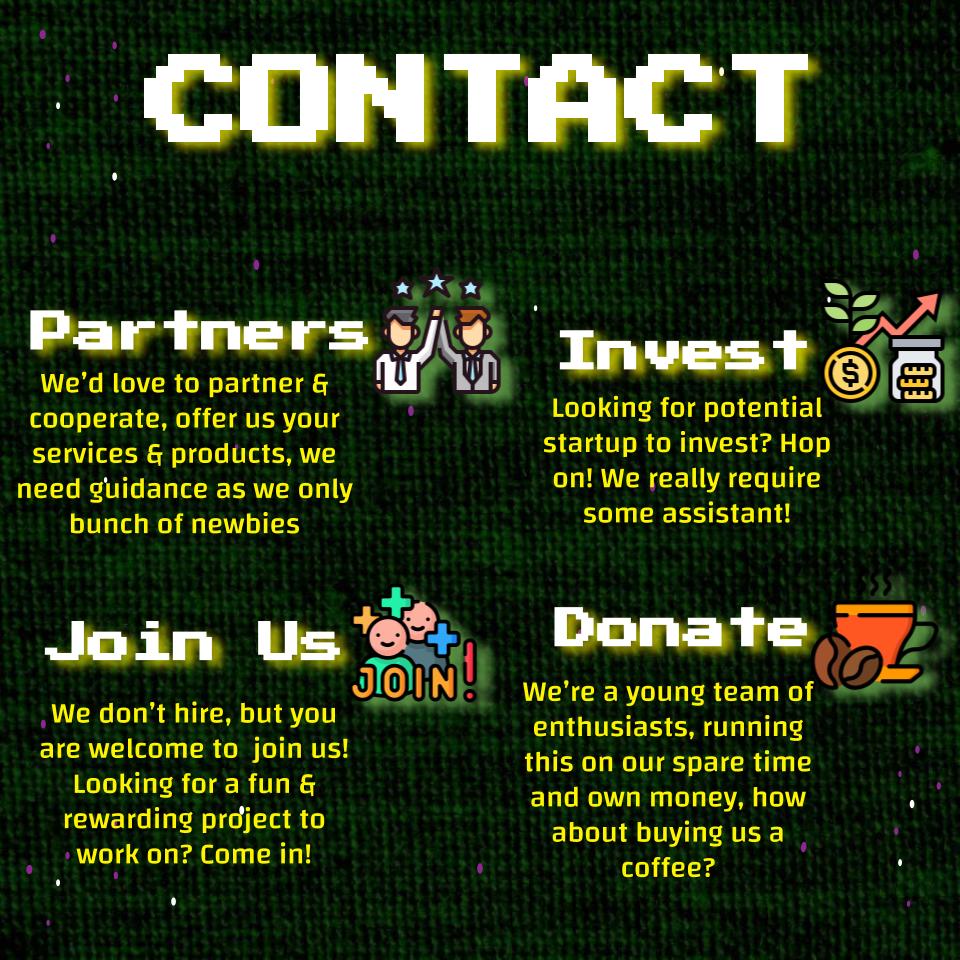 CONTACT
Partners
We'd love to partner &
cooperate, offer us your
services & products, we
need guidance as we only
bunch of newbies
Invest
Looking for potential
startup to invest? Hop
on! We really require
some assistant!
Join Us
JOIN!
We don't hire, but you
are welcome to  join us!
Looking for a fun &
rewarding project to
work on? Come in!
Donate
We're a young team of
enthusiasts, running
this on our spare time
and own money, how
about buying us a
coffee?